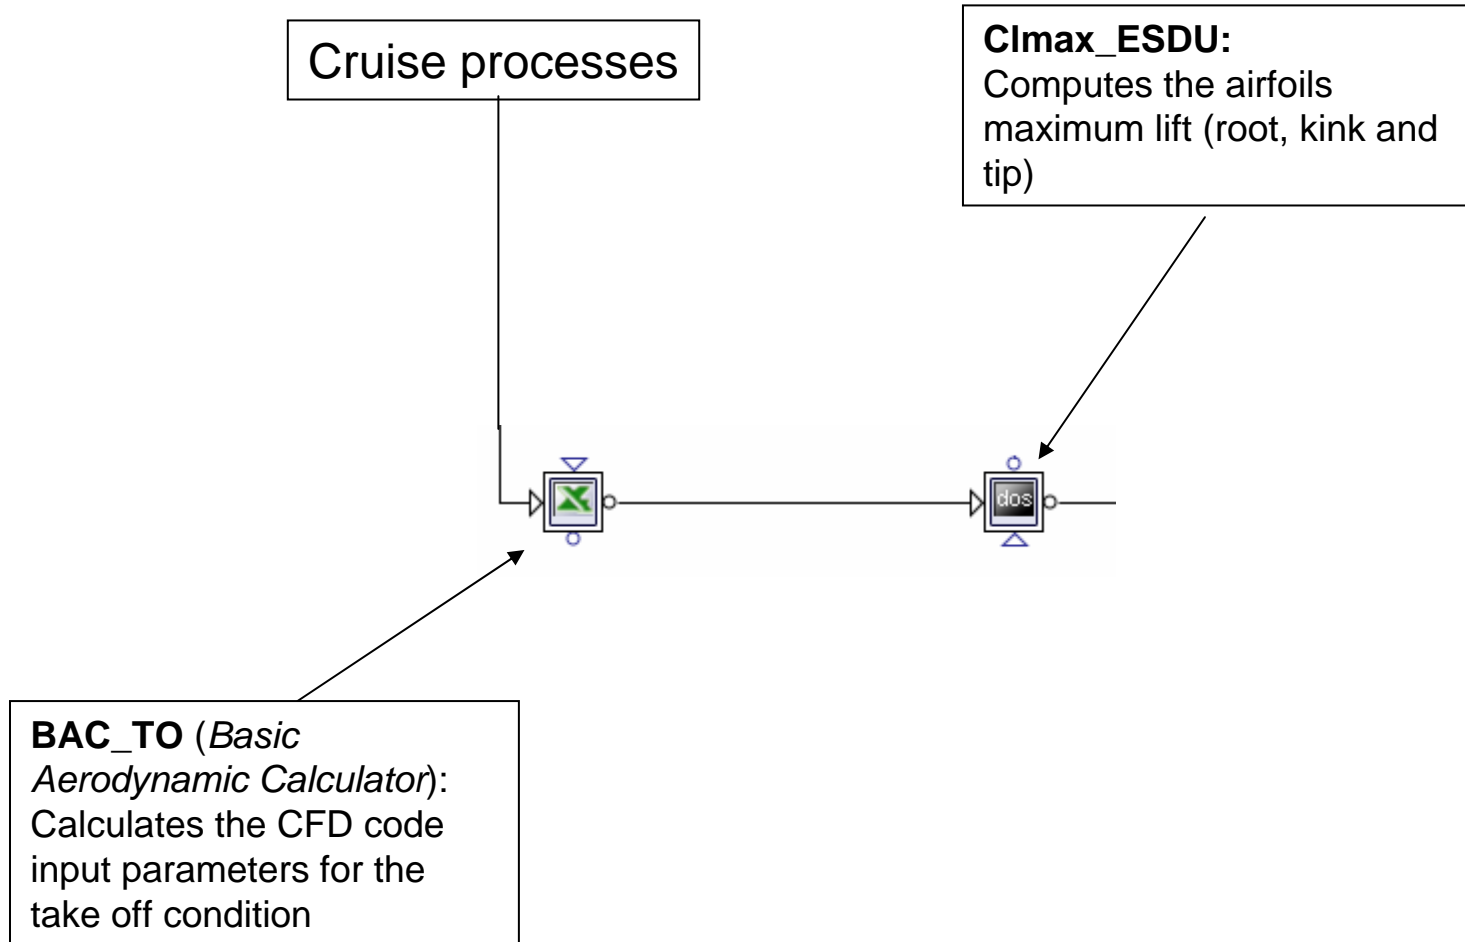 Cruise processes
Clmax_ESDU:
Computes the airfoils
maximum lift (root, kink and
tip)
dos
BAC_TO (Basic
Aerodynamic Calculator):
Calculates the CFD code
input parameters for the
take off condition